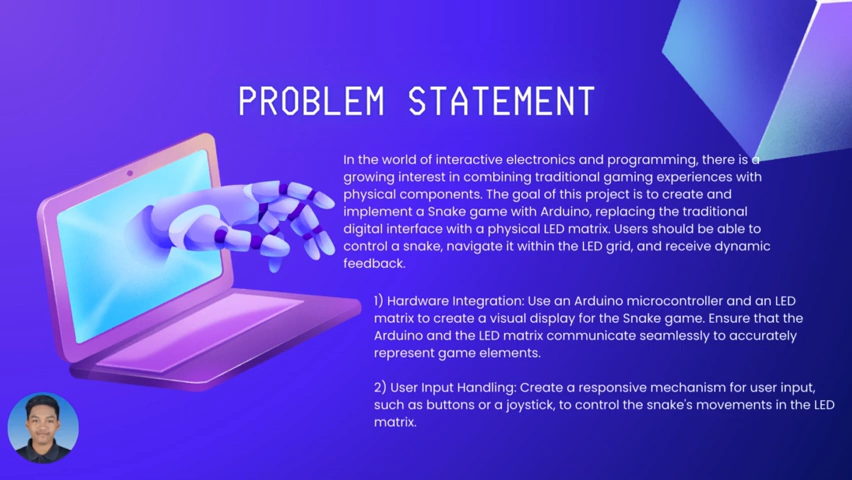 PROBLEM STATEMENT
In the world of interactive electronics and programming, there is a
growing interest in combining traditional gaming experiences with
physical components. The goal of this project is to create and
implement a Snake game with Arduino, replacing the traditional
digital interface with a physical LED matrix. Users should be able to
control a snake, navigate it within the LED grid, and receive dynamic
feedback.
1) Hardware Integration: Use an Arduino microcontroller and an LED
matrix to create a visual display for the Snake game. Ensure that the
Arduino and the LED matrix communicate seamlessly to accurately
represent game elements.
2) User Input Handling: Create a responsive mechanism for user input,
such as buttons or a joystick, to control the snake's movements in the LED
matrix.